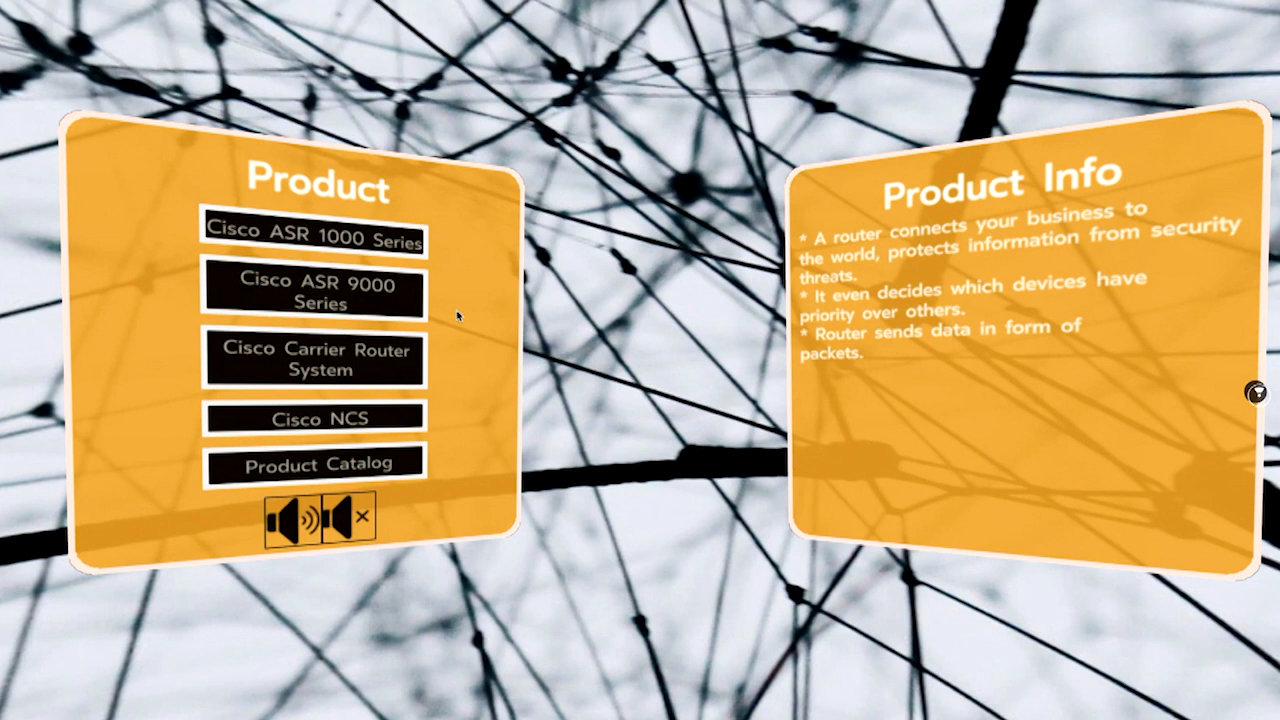 Product
Cisco ASR 1000 Series
Cisco ASR 9000
Series
Cisco Carrier Router
System
Cisco NCS
Product Catalog
Product Info
* A router connects your business to
the world, protects information from security
threats.
* It even decides which devices have
priority over others.
* Router sends data in form of
packets.